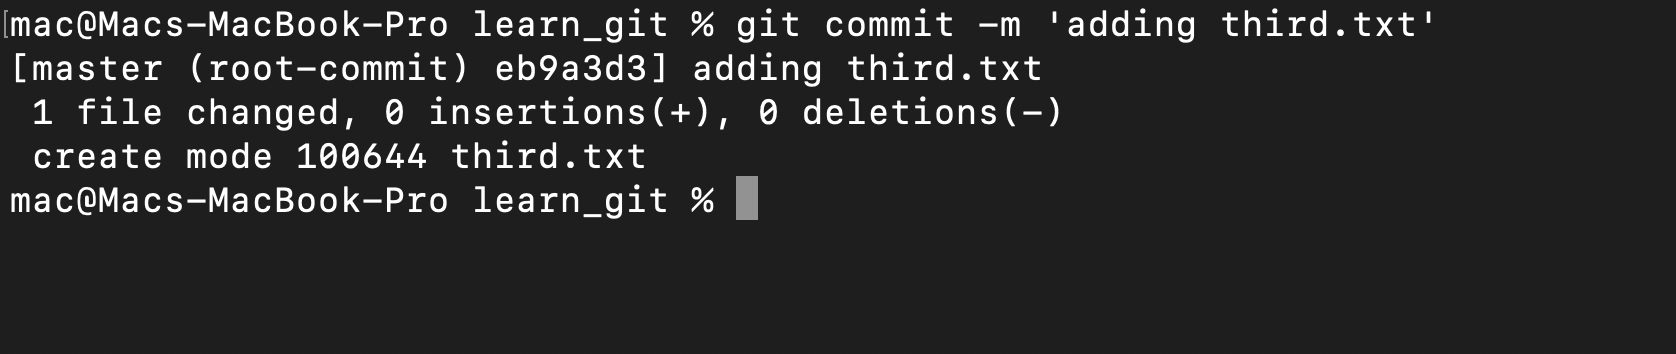 [mac@Macs-MacBook-Pro learn_git % git commit -m 'adding third.txt'
[master (root-commit) eb9a3d3] adding third.txt
 1 file changed, 0 insertions(+), 0 deletions(-)
 create mode 100644 third.txt
mac@Macs-MacBook-Pro learn_git %